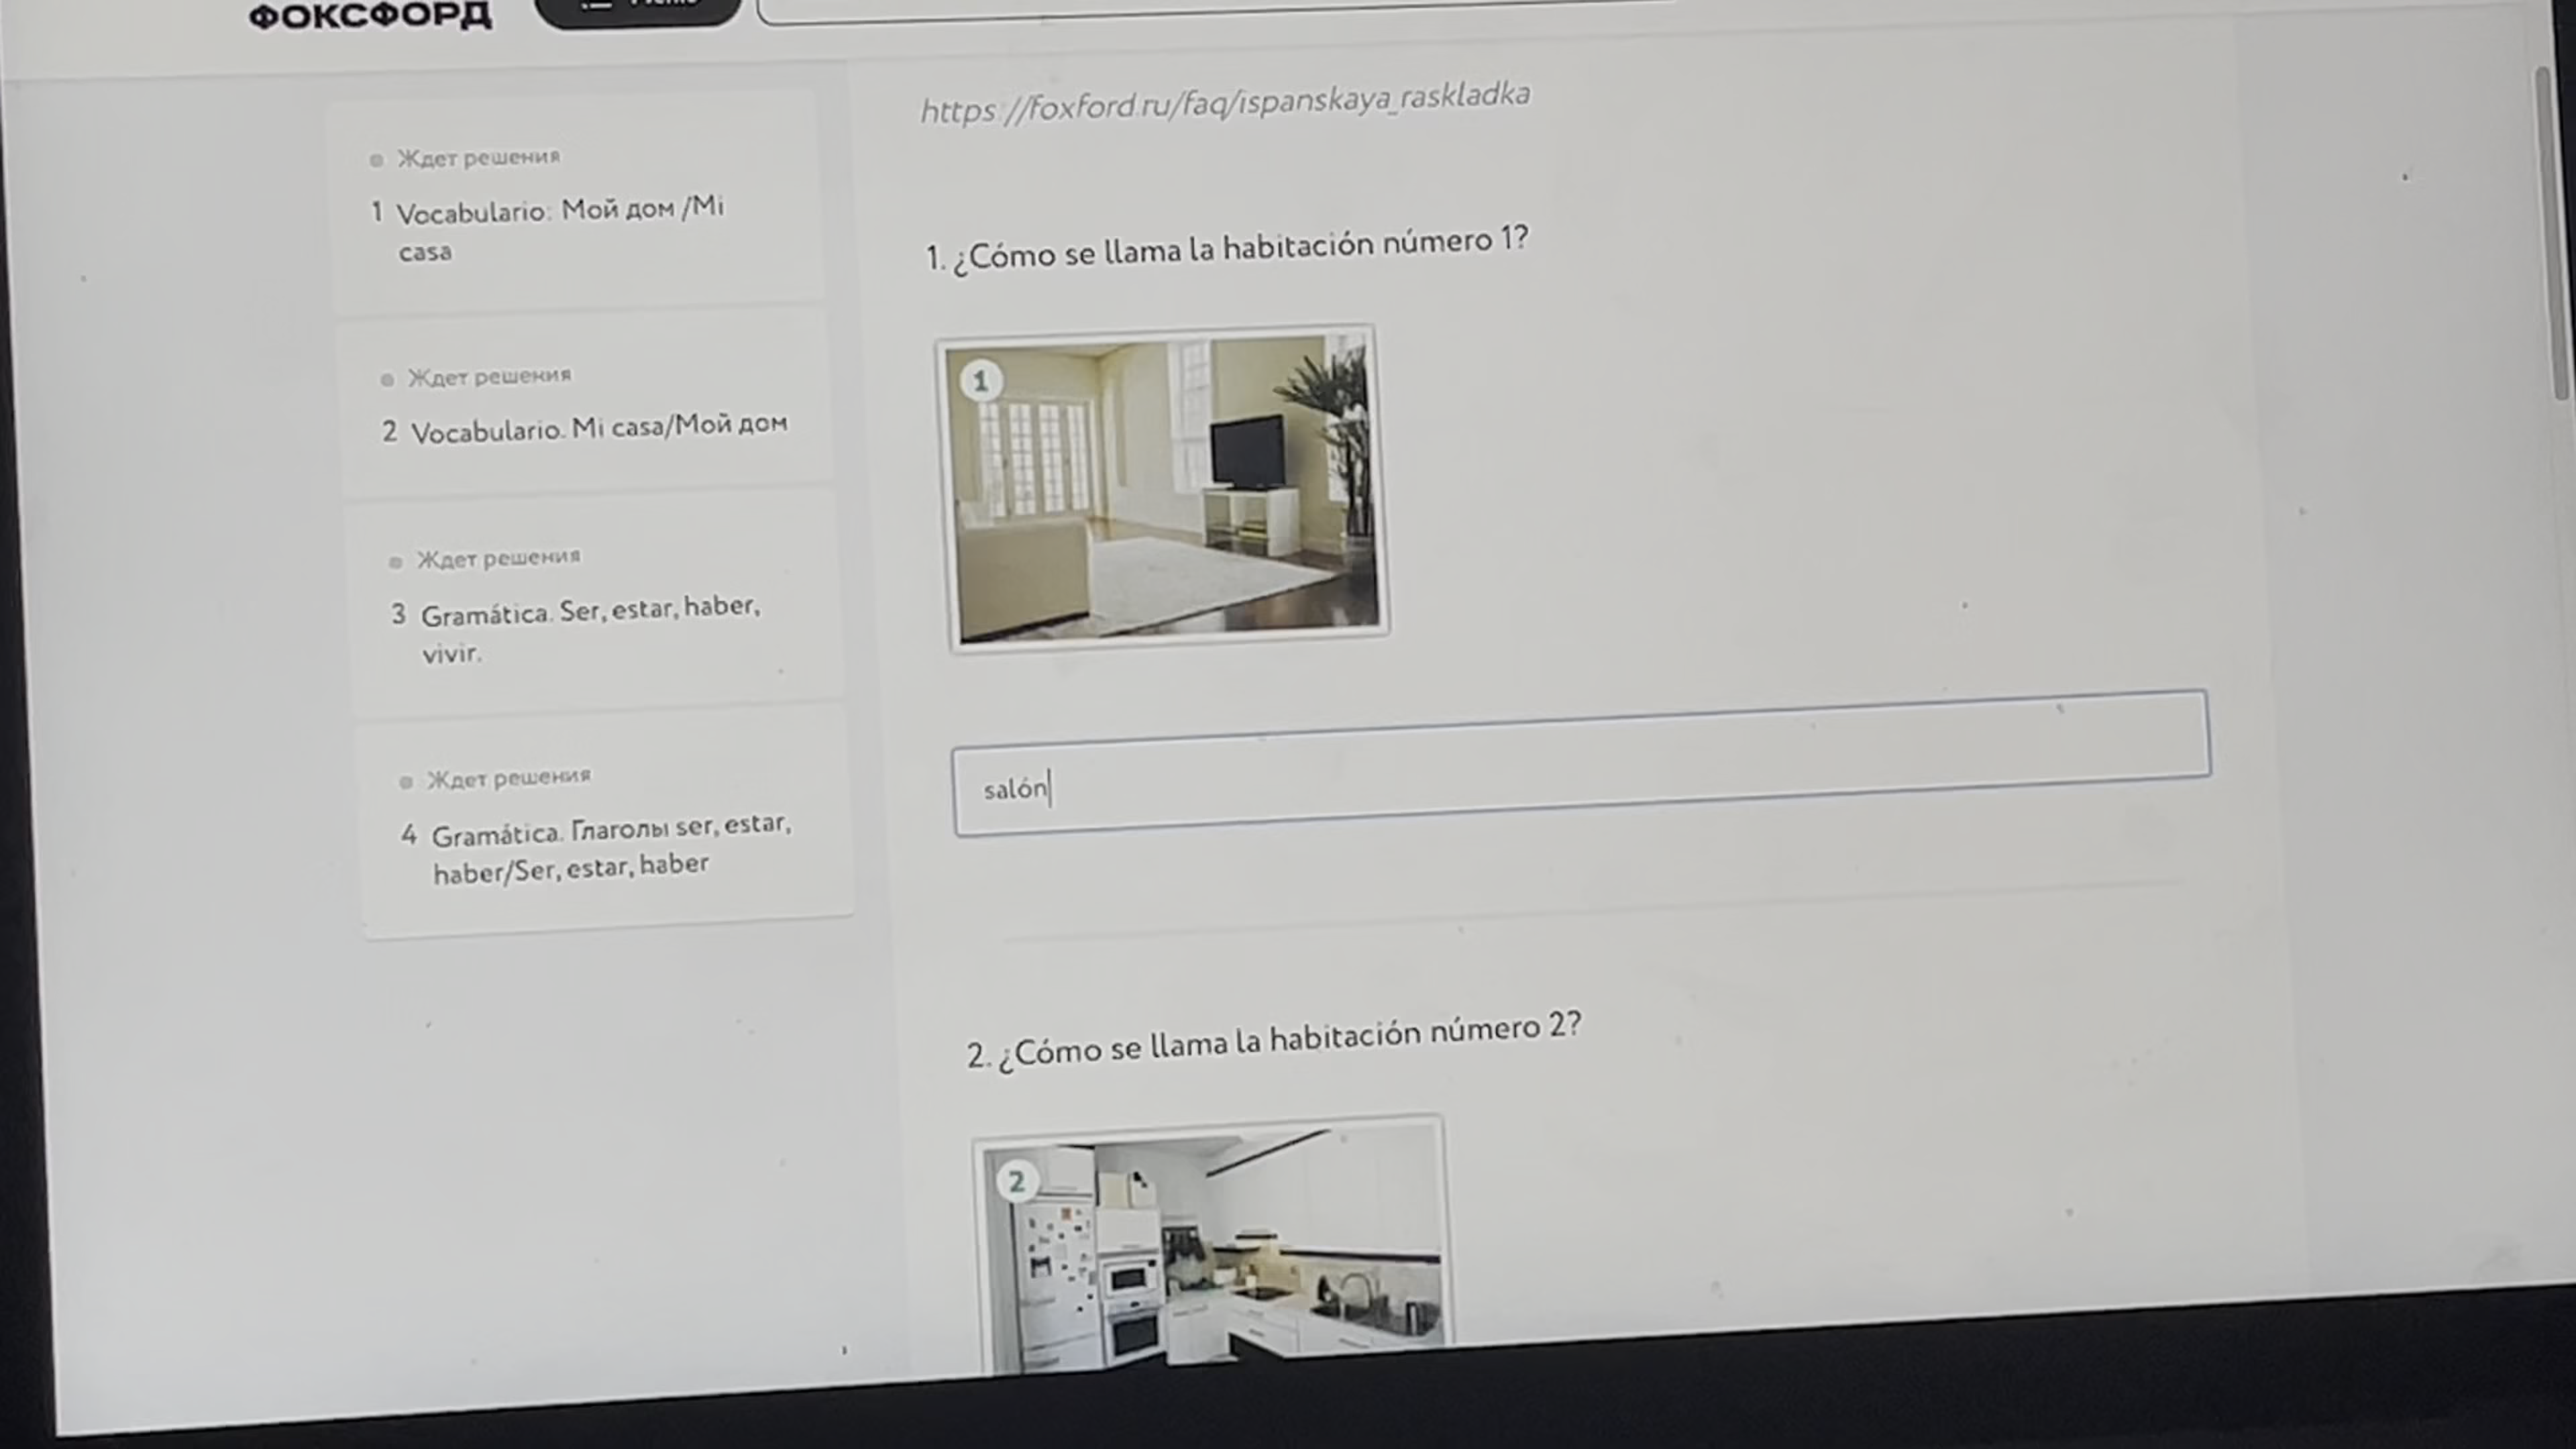 ФОКСФОРД
https://foxford.ru/faq/ispanskaya_raskladka
Ждет решения
1 Vocabulario: Мой дом /Mi
casa
Ждет решения
2 Vocabulario. Mi casa/Мой дом
Ждет решения
3 Gramática. Ser, estar, haber,
vivir.
Ждет решения
4 Gramática. Глаголы ser, estar,
haber/Ser, estar, haber
1. ¿Cómo se llama la habitación número 1?
1
salón
2. ¿Cómo se llama la habitación número 2?
2